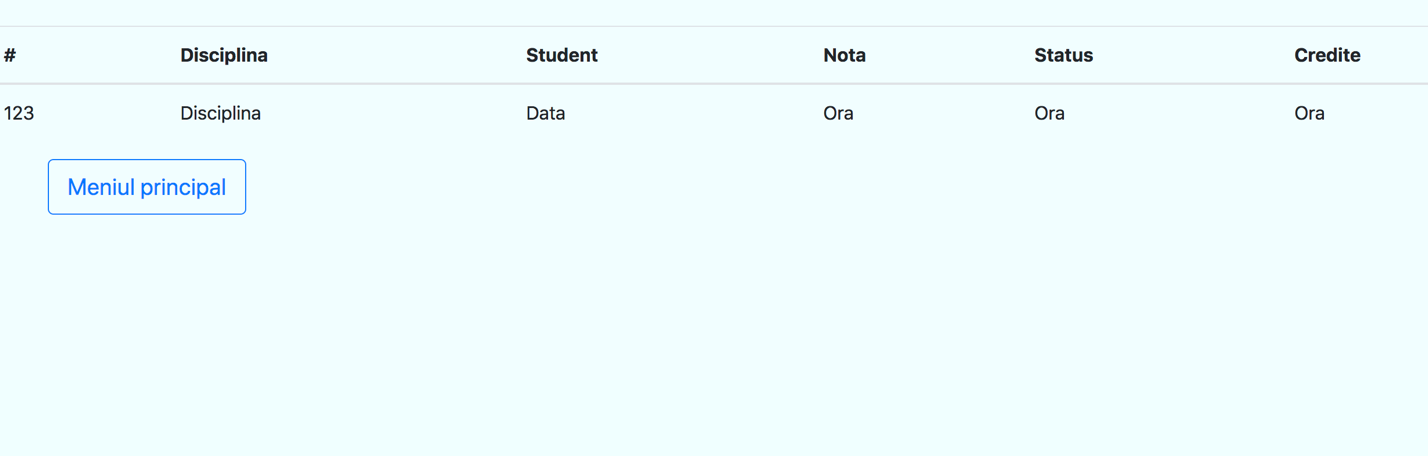 # Disciplina Student Nota Status Credite
123 Disciplina Data Ora Ora Ora
Meniul principal